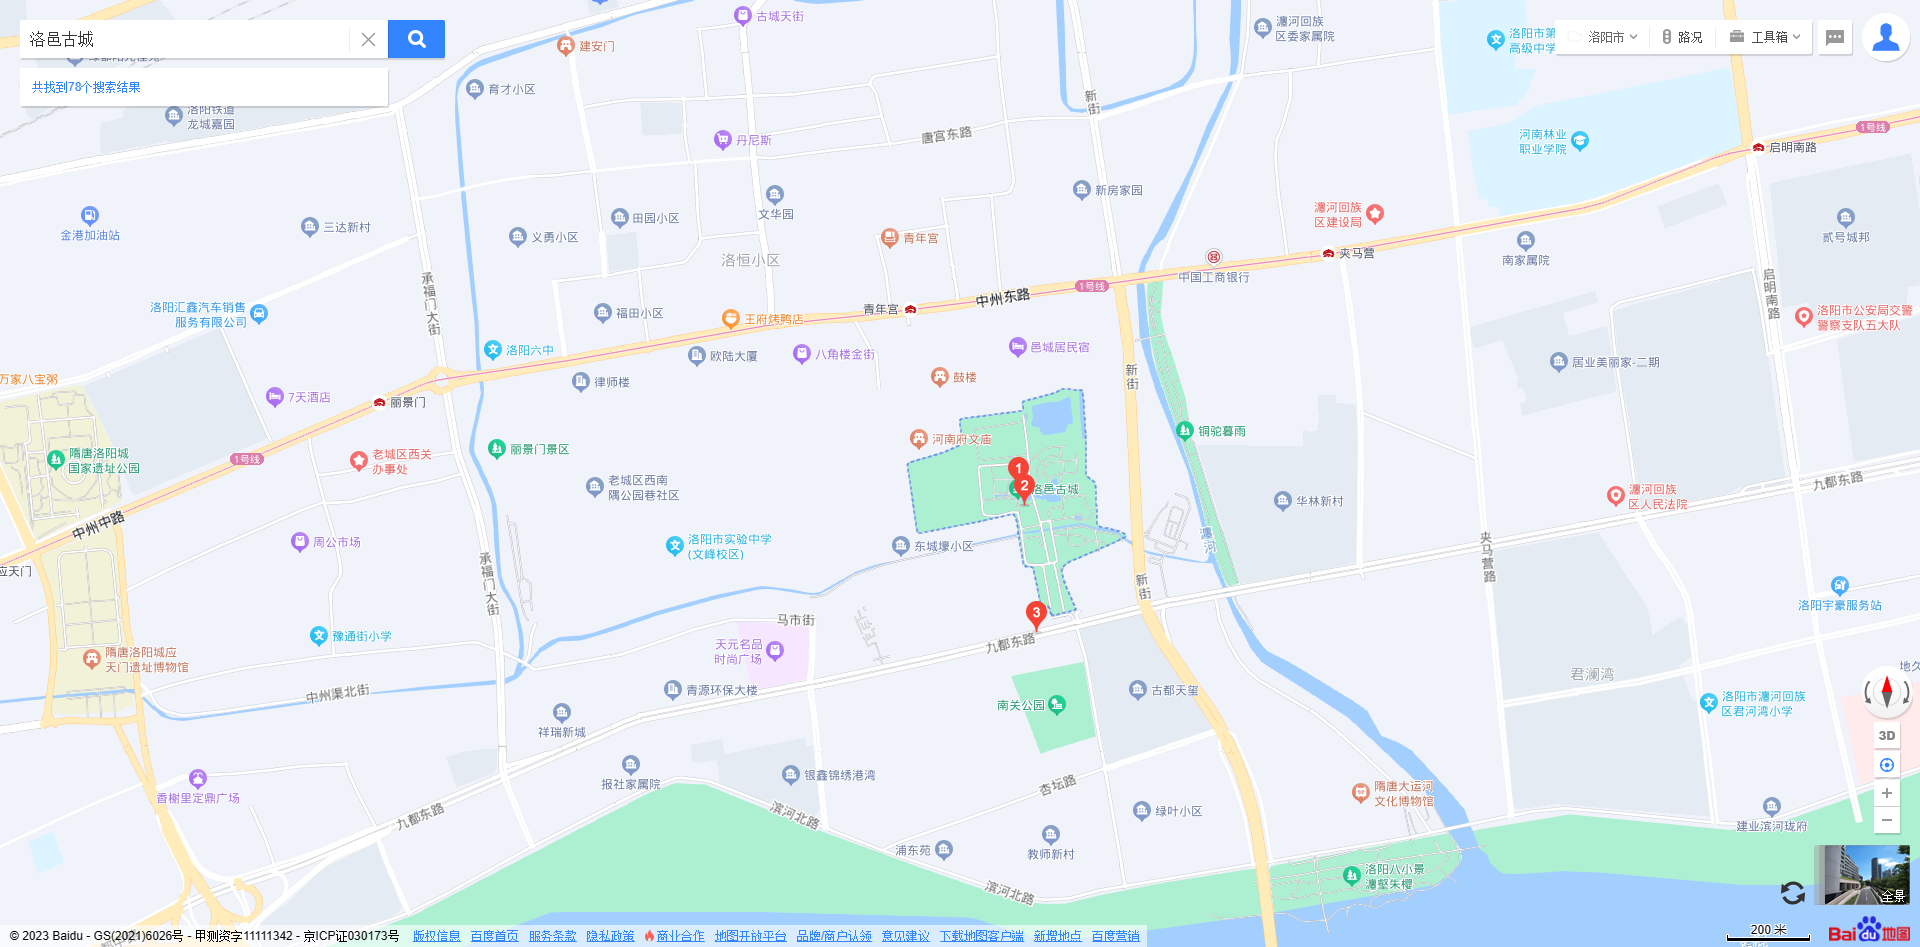 洛邑古城
共找到78个搜索结果
古城天街
建安门
瀍河回族
区委家属院
洛阳市第
高级中学
洛阳市
路况
工具箱
洛阳铁道
龙城嘉园
育才小区
新街
丹尼斯
唐宫东路
河南林业
职业学院
1号线
启明南路
新房家园
文华园
田园小区
瀍河回族
区建设局
金港加油站
三达新村
义勇小区
青年宫
贰号城邦
洛恒小区
夹马营
南家属院
中国工商银行
承福门大街
1号线
启明南路
中州东路
青年宫
洛阳汇鑫汽车销售
服务有限公司
福田小区
王府烤鸭店
洛阳市公安局交警
警察支队五大队
洛阳六中
欧陆大厦
八角楼金街
邑城居民宿
居业美丽家-二期
万家八宝粥
律师楼
鼓楼
新街
7天酒店
丽景门
铜驼暮雨
河南府文庙
丽景门景区
隋唐洛阳城
国家遗址公园
1号线
老城区西关
办事处
1
老城区西南
隅公园巷社区
2
洛邑古城
九都东路
瀍河回族
区人民法院
华林新村
中州中路
周公市场
洛阳市实验中学
(文峰校区)
东城壕小区
瀍河
夹马营路
应天门
承福门大街
新街
洛阳宇豪服务站
3
马市街
豫通街小学
天元名品
时尚广场
九都东路
隋唐洛阳城应
天门遗址博物馆
君澜湾
地久
中州渠北街
青源环保大楼
古都天玺
南关公园
洛阳市瀍河回族
区君河湾小学
祥瑞新城
3D
报社家属院
银鑫锦绣港湾
杏坛路
香榭里定鼎广场
隋唐大运河
文化博物馆
九都东路
滨河北路
绿叶小区
建业滨河珑府
浦东苑
教师新村
洛阳八小景
瀍壑朱樱
滨河北路
全景
200 米
© 2023 Baidu - GS(2021)6026号 - 甲测资字11111342 - 京ICP证030173号 版权信息 百度首页 服务条款 隐私政策 商业合作 地图开放平台 品牌/商户认领 意见建议 下载地图客户端 新增地点 百度营销
Bai du 地图